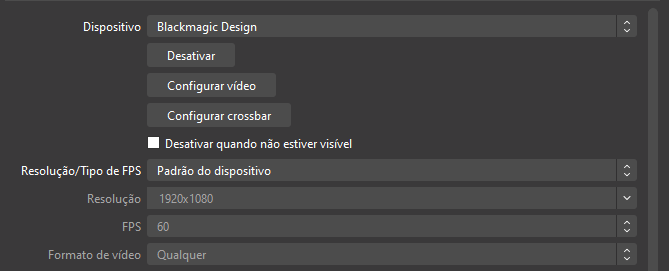 Dispositivo Blackmagic Design
Desativar
Configurar vídeo
Configurar crossbar
Desativar quando não estiver visível
Resolução/Tipo de FPS Padrão do dispositivo
Resolução 1920x1080
FPS 60
Formato de vídeo Qualquer